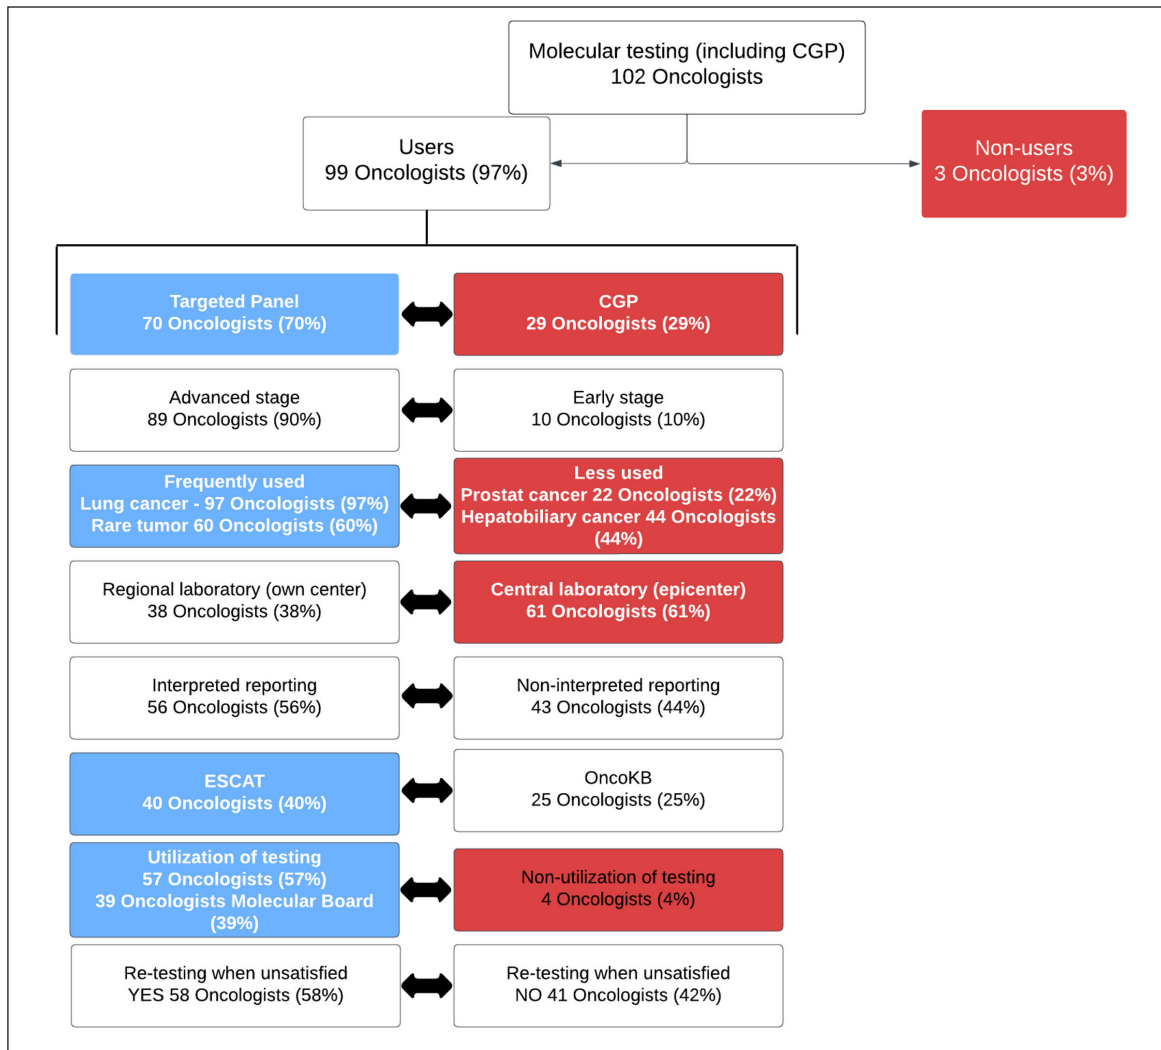 Molecular testing (including CGP)
102 Oncologists
Users
99 Oncologists (97%)
Non-users
3 Oncologists (3%)
Targeted Panel
70 Oncologists (70%)
CGP
29 Oncologists (29%)
Advanced stage
89 Oncologists (90%)
Early stage
10 Oncologists (10%)
Frequently used
Lung cancer - 97 Oncologists (97%)
Rare tumor 60 Oncologists (60%)
Less used
Prostat cancer 22 Oncologists (22%)
Hepatobiliary cancer 44 Oncologists
(44%)
Regional laboratory (own center)
38 Oncologists (38%)
Central laboratory (epicenter)
61 Oncologists (61%)
Interpreted reporting
56 Oncologists (56%)
Non-interpreted reporting
43 Oncologists (44%)
ESCAT
40 Oncologists (40%)
OncoKB
25 Oncologists (25%)
Utilization of testing
57 Oncologists (57%)
39 Oncologists Molecular Board
(39%)
Non-utilization of testing
4 Oncologists (4%)
Re-testing when unsatisfied
YES 58 Oncologists (58%)
Re-testing when unsatisfied
NO 41 Oncologists (42%)